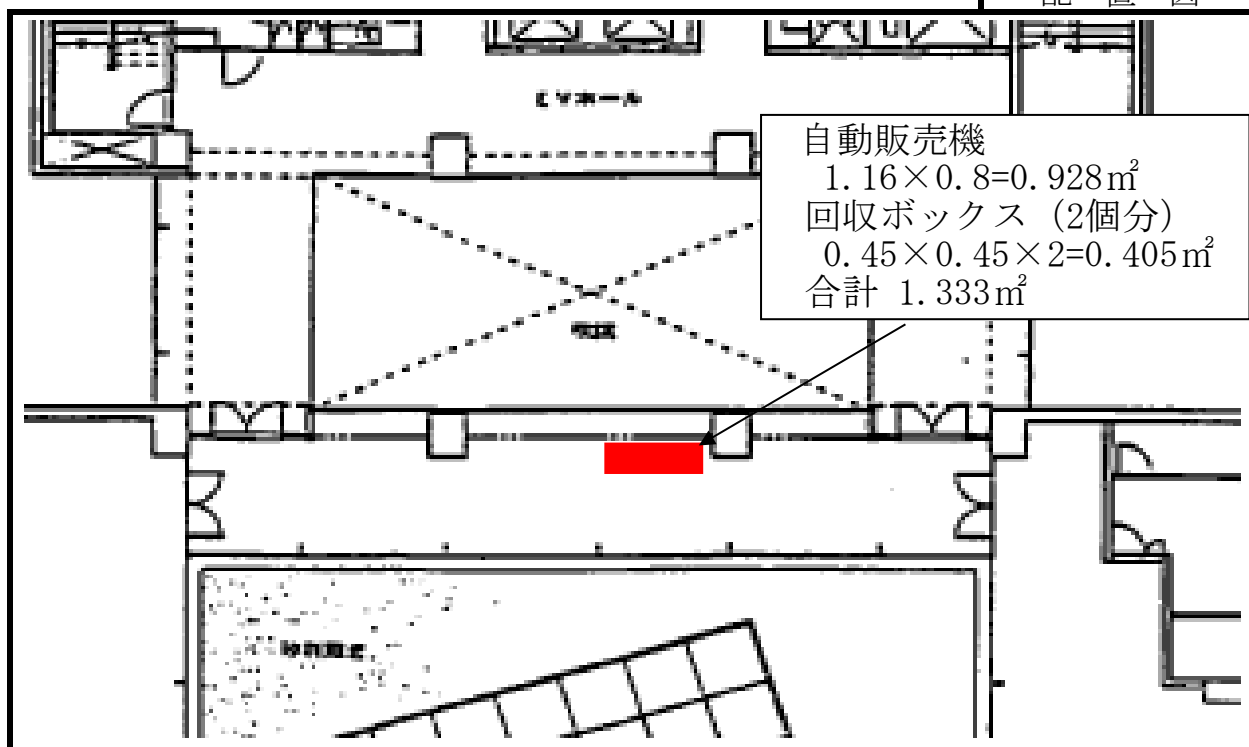 配 置 図
EVホール
自動販売機
1.16×0.8=0.928㎡
回収ボックス（2個分）
0.45×0.45×2=0.405㎡
合計 1.333㎡